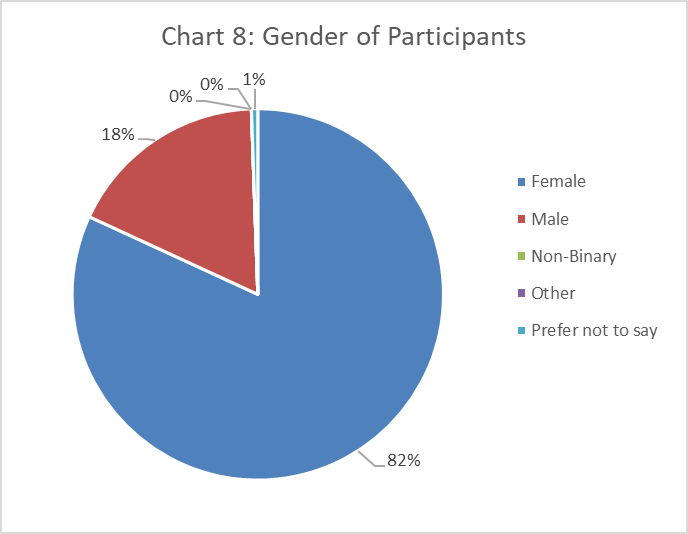 Chart 8: Gender of Participants
0%
0%
1%
18%
82%
Female
Male
Non-Binary
Other
Prefer not to say